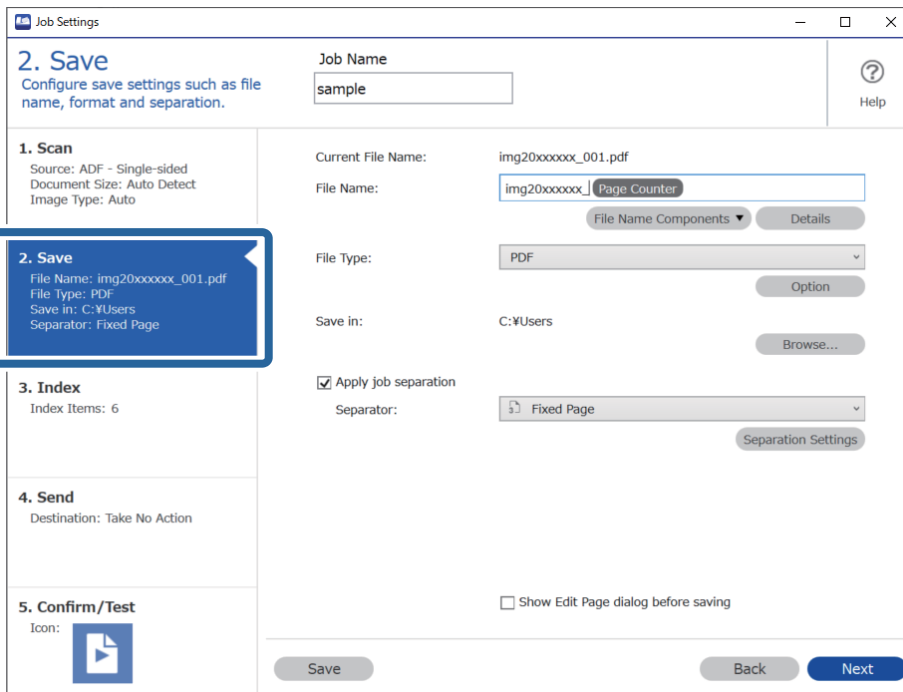 Job Settings
2. Save
Configure save settings such as file
name, format and separation.
Job Name
sample
Help
1. Scan
Source: ADF - Single-sided
Document Size: Auto Detect
Image Type: Auto
2. Save
File Name: img20xxxxxx_001.pdf
File Type: PDF
Save in: C:¥Users
Separator: Fixed Page
3. Index
Index Items: 6
4. Send
Destination: Take No Action
5. Confirm/Test
Icon:
Current File Name: img20xxxxxx_001.pdf
File Name: img20xxxxxx_ Page Counter
File Name Components ▼ Details
File Type: PDF
Option
Save in: C:¥Users
Browse...
Apply job separation
Separator: Fixed Page
Separation Settings
Show Edit Page dialog before saving
Save Back Next